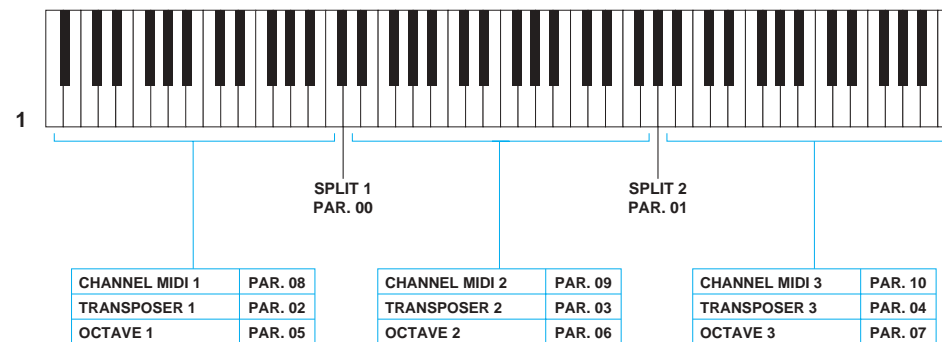 1
SPLIT 1
PAR. 00
SPLIT 2
PAR. 01
CHANNEL MIDI 1 PAR. 08
TRANSPOSER 1 PAR. 02
OCTAVE 1 PAR. 05
CHANNEL MIDI 2 PAR. 09
TRANSPOSER 2 PAR. 03
OCTAVE 2 PAR. 06
CHANNEL MIDI 3 PAR. 10
TRANSPOSER 3 PAR. 04
OCTAVE 3 PAR. 07